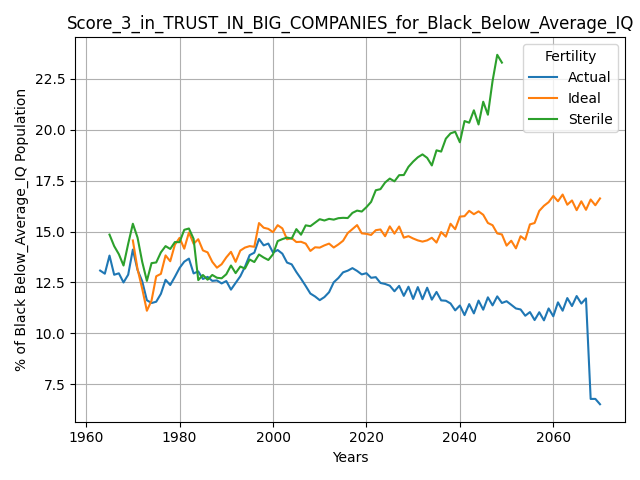 Score_3_in_TRUST_IN_BIG_COMPANIES_for_Black_Below_Average_IQ
% of Black Below_Average_IQ Population
22.5
20.0
17.5
15.0
12.5
10.0
7.5
Fertility
Actual
Ideal
Sterile
1960
1980
2000
2020
2040
2060
Years